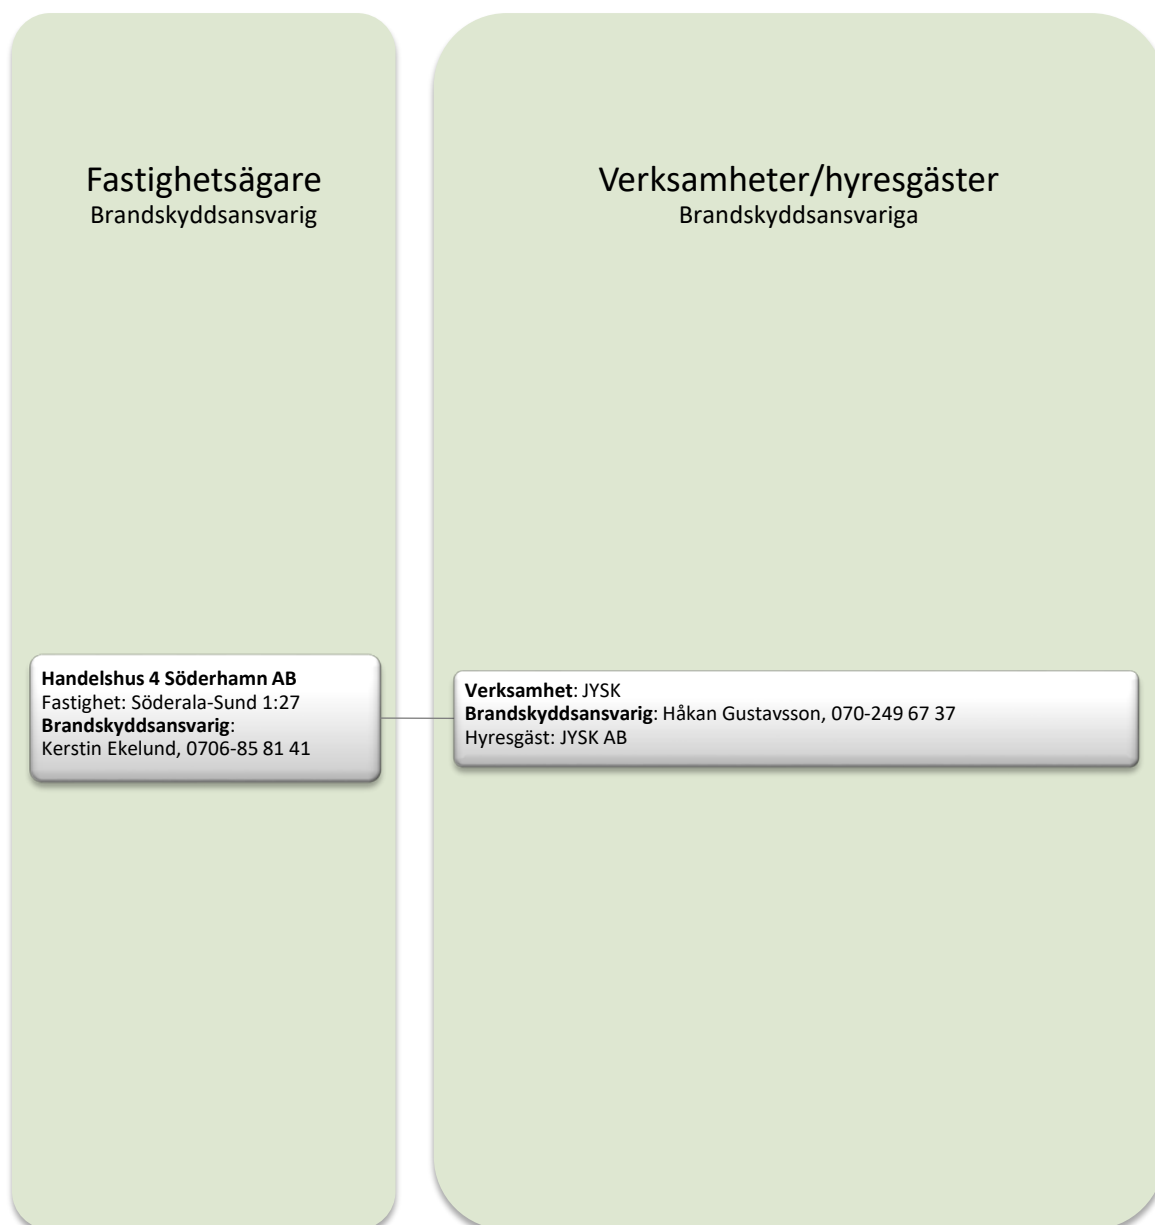 Fastighetsägare
Brandskyddsansvarig
Verksamheter/hyresgäster
Brandskyddsansvariga
Handelshus 4 Söderhamn AB
Fastighet: Söderala-Sund 1:27
Brandskyddsansvarig:
Kerstin Ekelund, 0706-85 81 41
Verksamhet: JYSK
Brandskyddsansvarig: Håkan Gustavsson, 070-249 67 37
Hyresgäst: JYSK AB